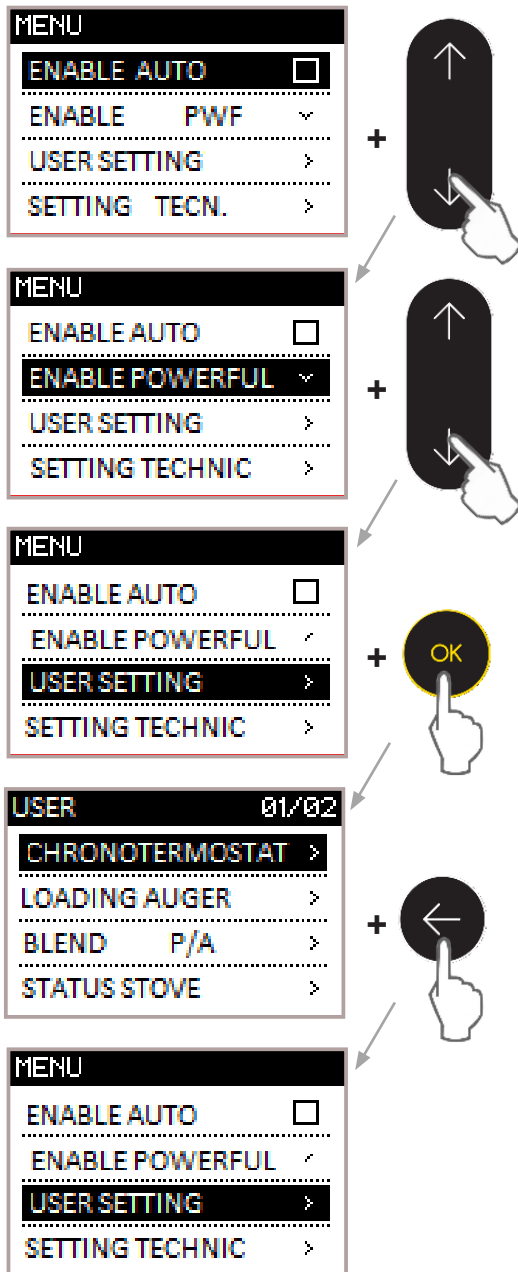 MENU
ENABLE AUTO
ENABLE PWF
USER SETTING >
SETTING TECN. >
+
MENU
ENABLE AUTO
ENABLE POWERFUL
USER SETTING >
SETTING TECHNIC >
+
MENU
ENABLE AUTO
ENABLE POWERFUL
USER SETTING >
SETTING TECHNIC >
+ OK
USER 01/02
CHRONOTERMOSTAT >
LOADING AUGER >
BLEND P/A >
STATUS STOVE >
+
MENU
ENABLE AUTO
ENABLE POWERFUL
USER SETTING >
SETTING TECHNIC >